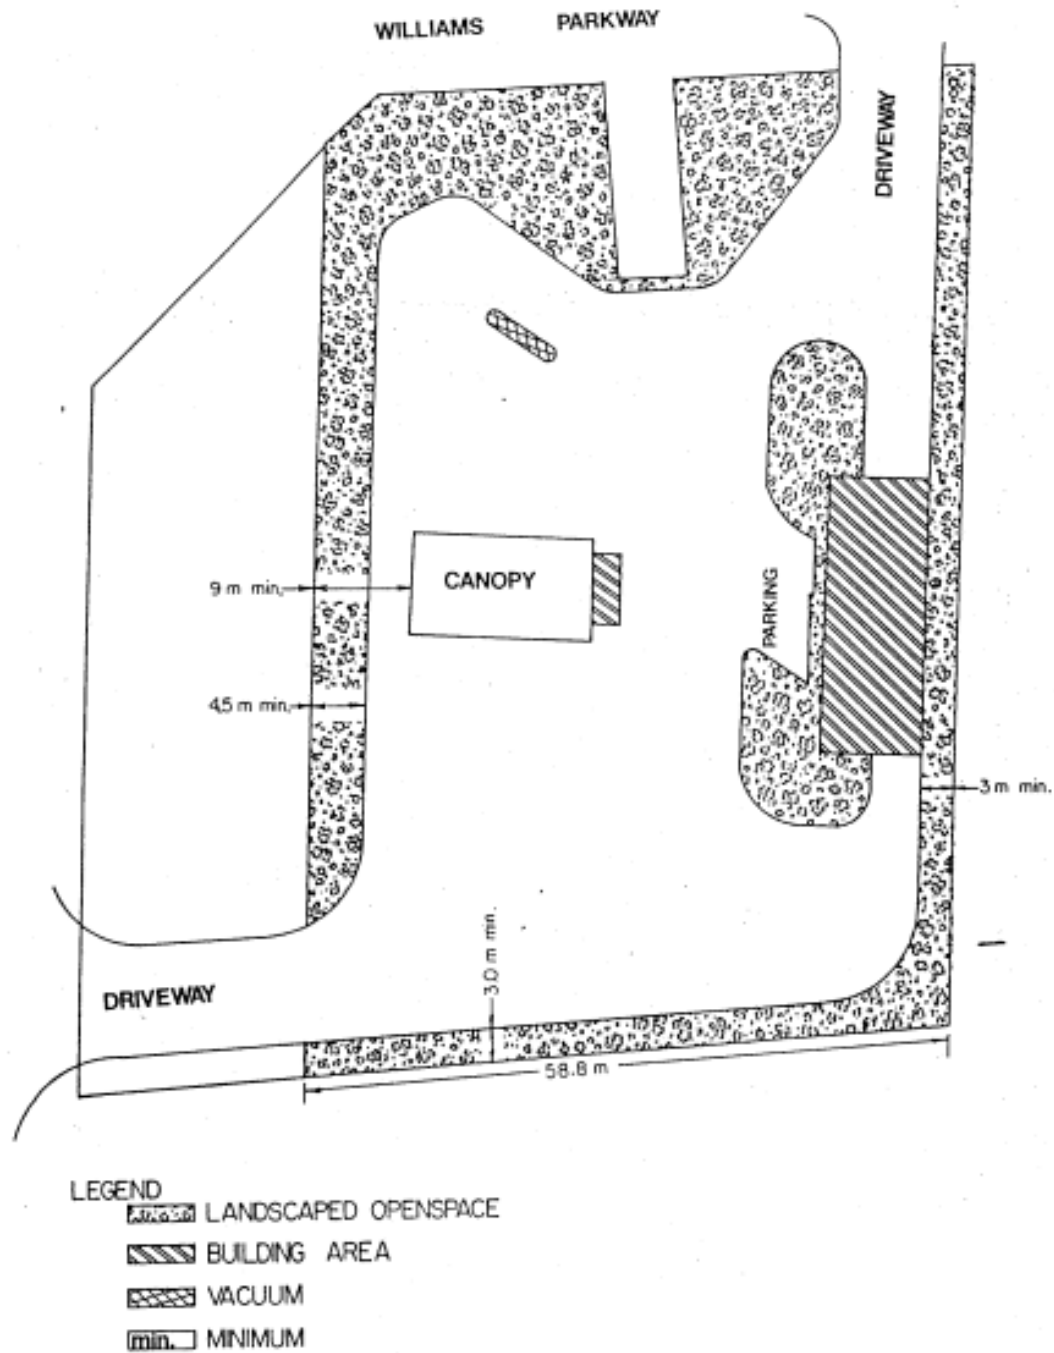 WILLIAMS PARKWAY
DRIVEWAY
9 m min.
CANOPY
PARKING
4.5 m min.
3 m min.
3.0 m min.
DRIVEWAY
58.8 m
LEGEND
LANDSCAPED OPENSPACE
BUILDING AREA
VACUUM
min. MINIMUM